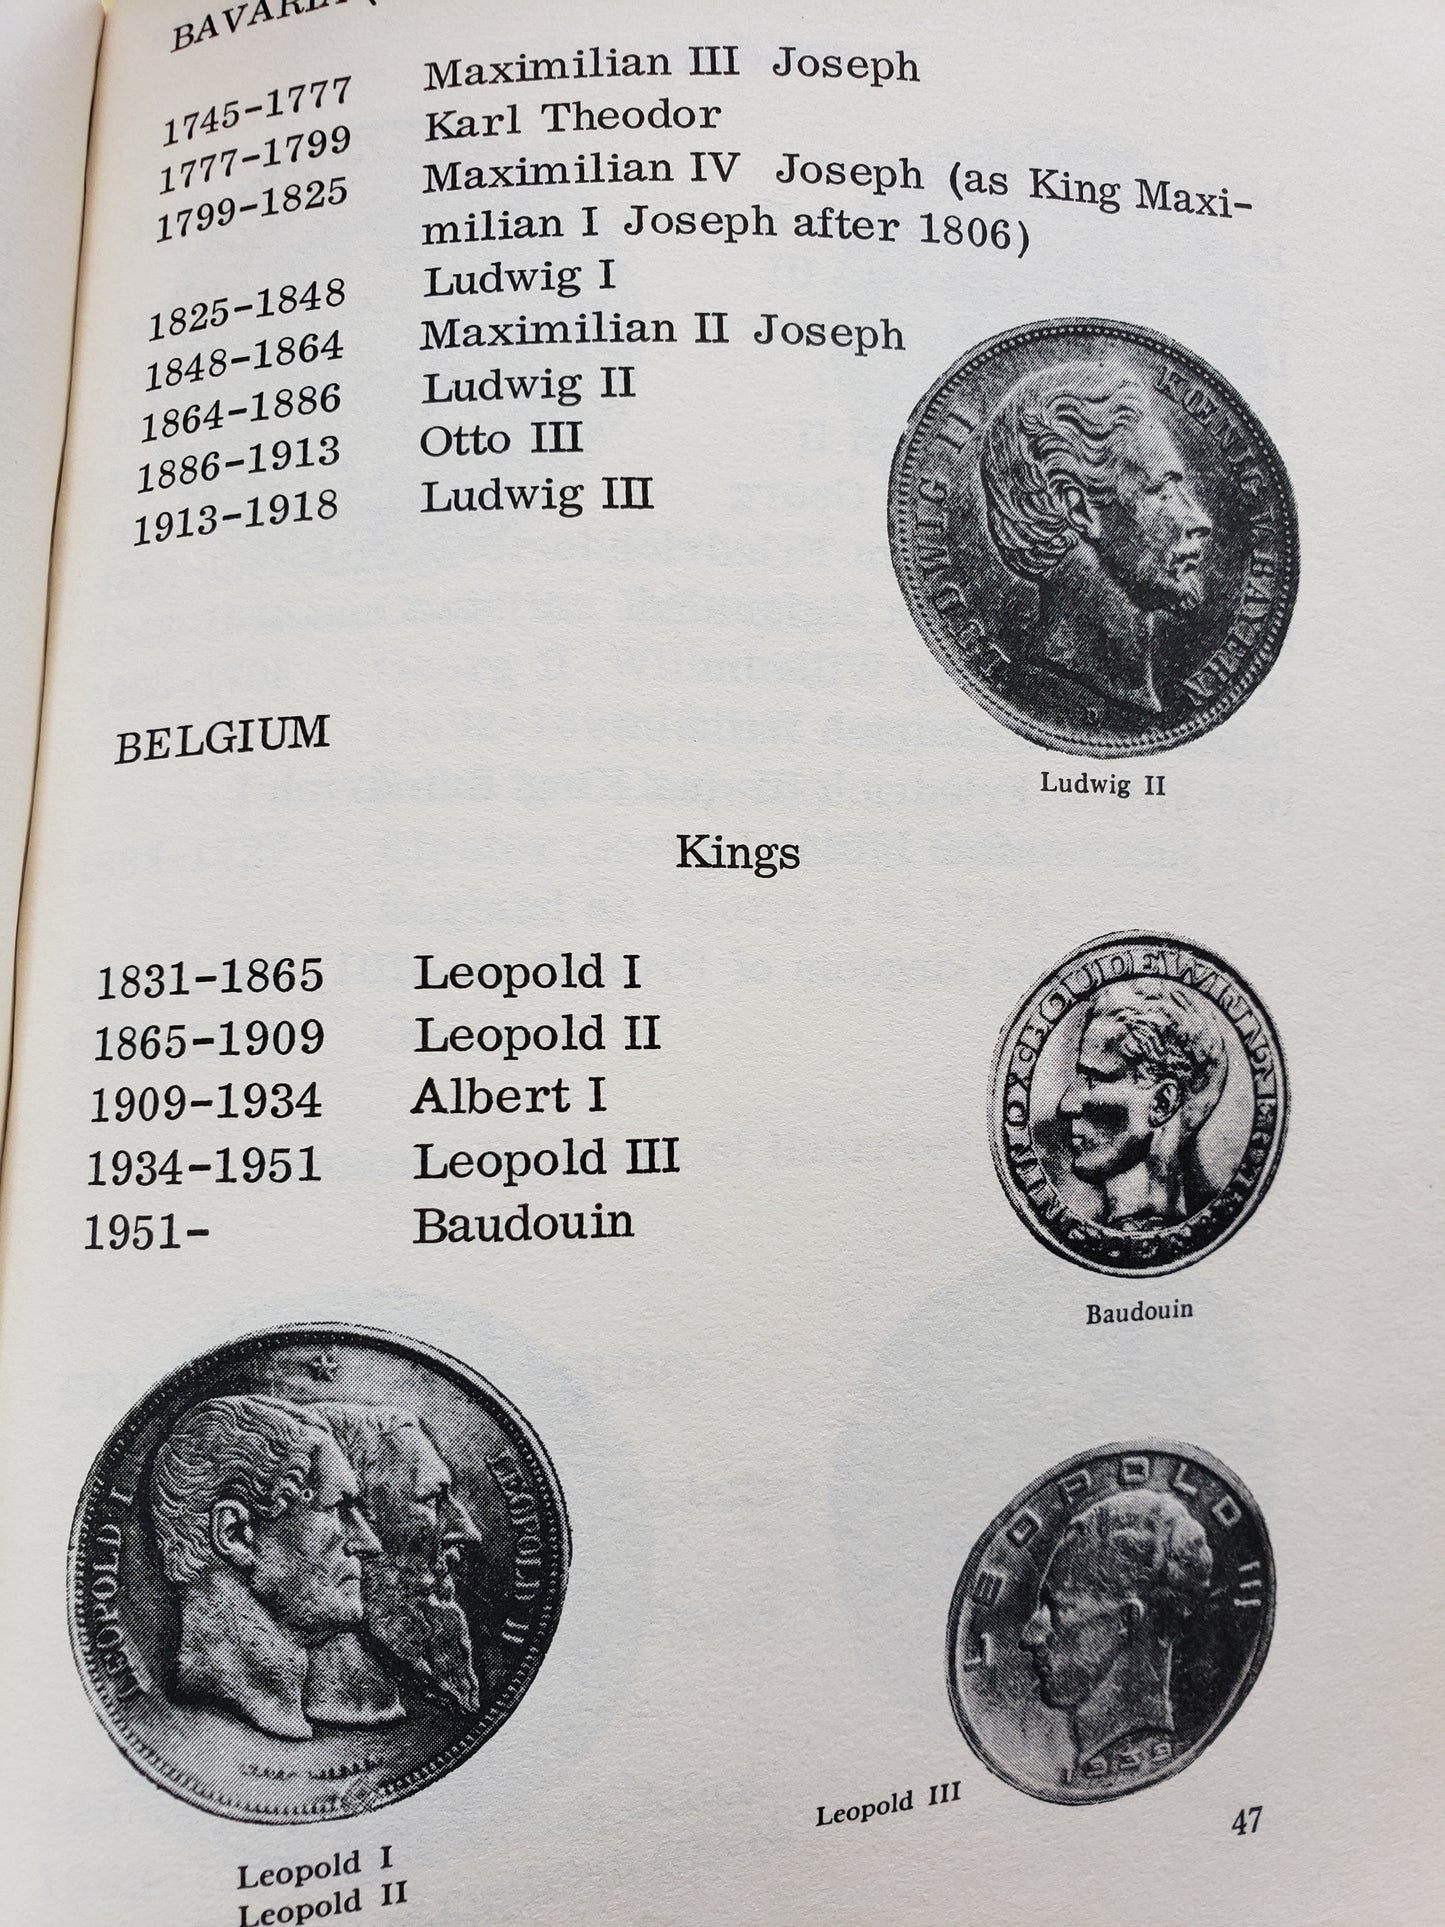 BAVARIA (
1745-1777 Maximilian III Joseph
1777-1799 Karl Theodor
1799-1825 Maximilian IV Joseph (as King Maxi-
milian I Joseph after 1806)
1825-1848 Ludwig I
1848-1864 Maximilian II Joseph
1864-1886 Ludwig II
1886-1913 Otto III
1913-1918 Ludwig III
LUDWIG II KOENIG V. BAYERN
Ludwig II
BELGIUM
Kings
1831-1865 Leopold I
1865-1909 Leopold II
1909-1934 Albert I
1934-1951 Leopold III
1951- Baudouin
BOUDEWIJN
Baudouin
LEOPOLD I LEOPOLD II
Leopold I
Leopold II
LEOPOLD III
1939
Leopold III
47